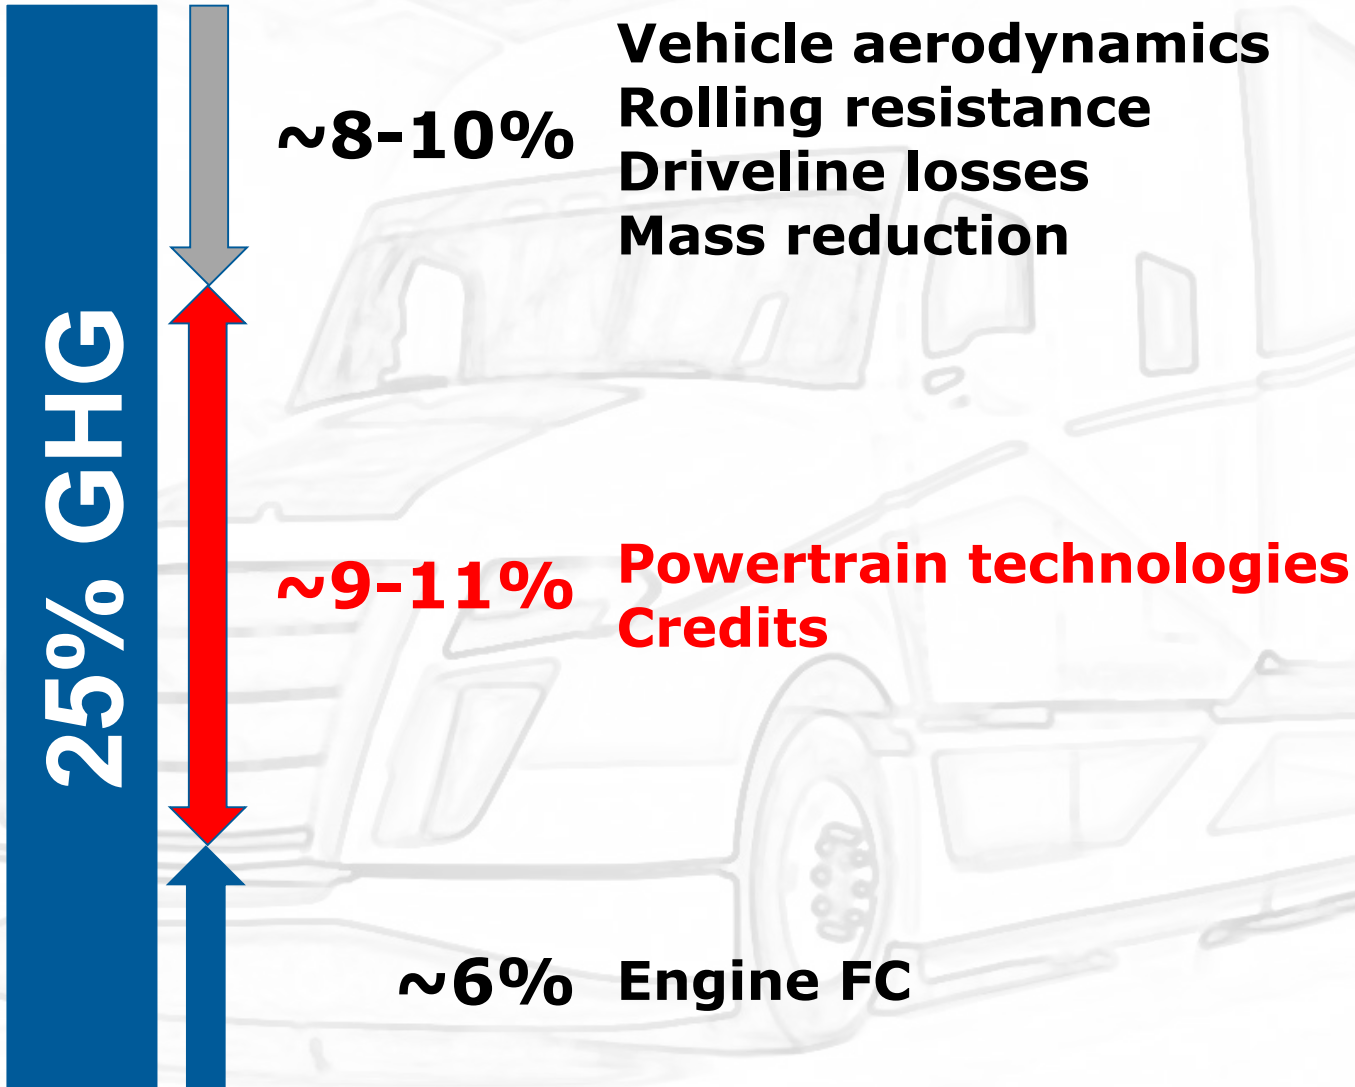 25% GHG
~8-10%
Vehicle aerodynamics
Rolling resistance
Driveline losses
Mass reduction
~9-11%
Powertrain technologies
Credits
~6%
Engine FC